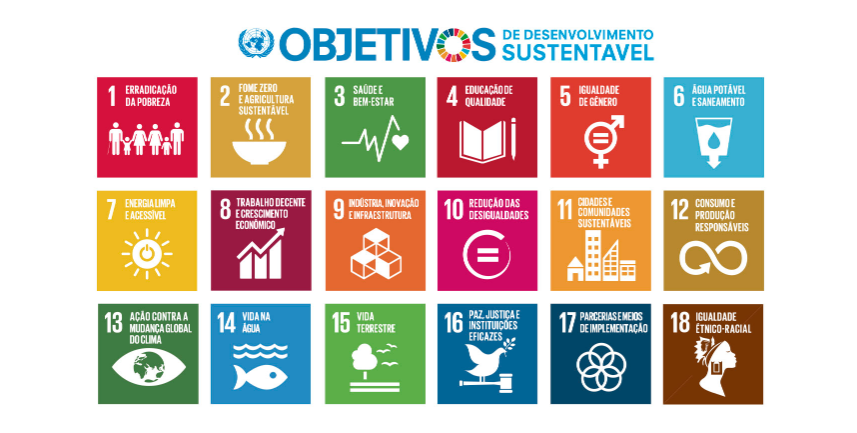 OBJETIVOS
DE DESENVOLVIMENTO
SUSTENTAVEL
1 ERRADICAÇÃO
DA POBREZA
2 FOME ZERO
E AGRICULTURA
SUSTENTÁVEL
3 SAÚDE E
BEM-ESTAR
4 EDUCAÇÃO DE
QUALIDADE
5 IGUALDADE
DE GÊNERO
6 ÁGUA POTÁVEL
E SANEAMENTO
7 ENERGIA LIMPA
E ACESSÍVEL
8 TRABALHO DECENTE
E CRESCIMENTO
ECONÔMICO
9 INDÚSTRIA, INOVAÇÃO
E INFRAESTRUTURA
10 REDUÇÃO DAS
DESIGUALDADES
11 CIDADES E
COMUNIDADES
SUSTENTÁVEIS
12 CONSUMO E
PRODUÇÃO
RESPONSÁVEIS
13 AÇÃO CONTRA A
MUDANÇA GLOBAL
DO CLIMA
14 VIDA NA
ÁGUA
15 VIDA
TERRESTRE
16 PAZ, JUSTIÇA E
INSTITUIÇÕES
EFICAZES
17 PARCERIAS E MEIOS
DE IMPLEMENTAÇÃO
18 IGUALDADE
ÉTNICO-RACIAL